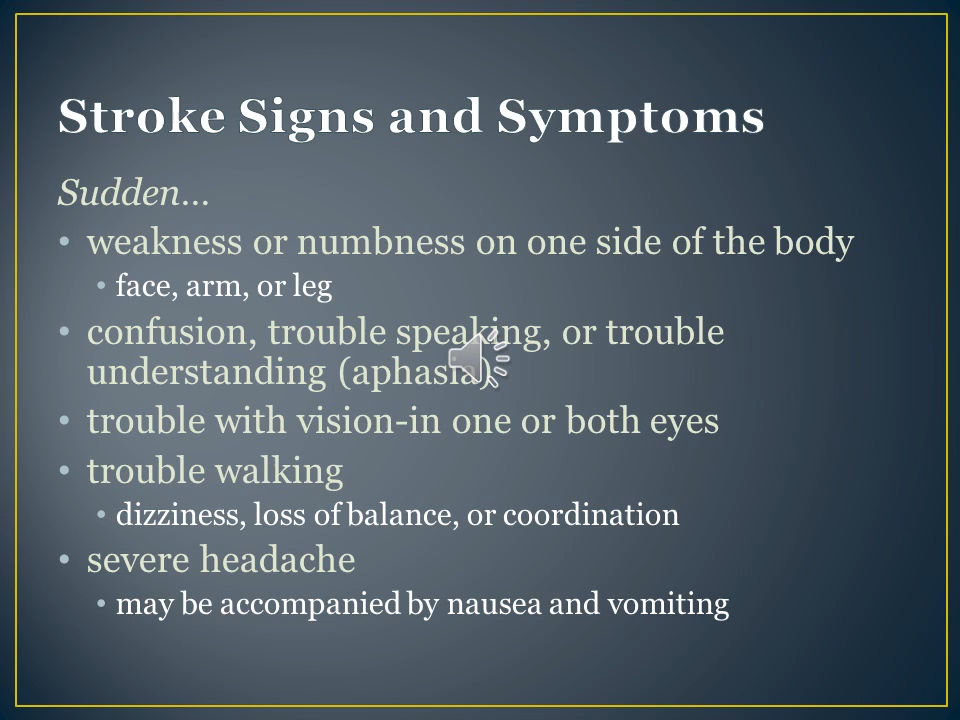 Stroke Signs and Symptoms
Sudden…
• weakness or numbness on one side of the body
• face, arm, or leg
• confusion, trouble speaking, or trouble
understanding (aphasia)
• trouble with vision-in one or both eyes
• trouble walking
• dizziness, loss of balance, or coordination
• severe headache
• may be accompanied by nausea and vomiting